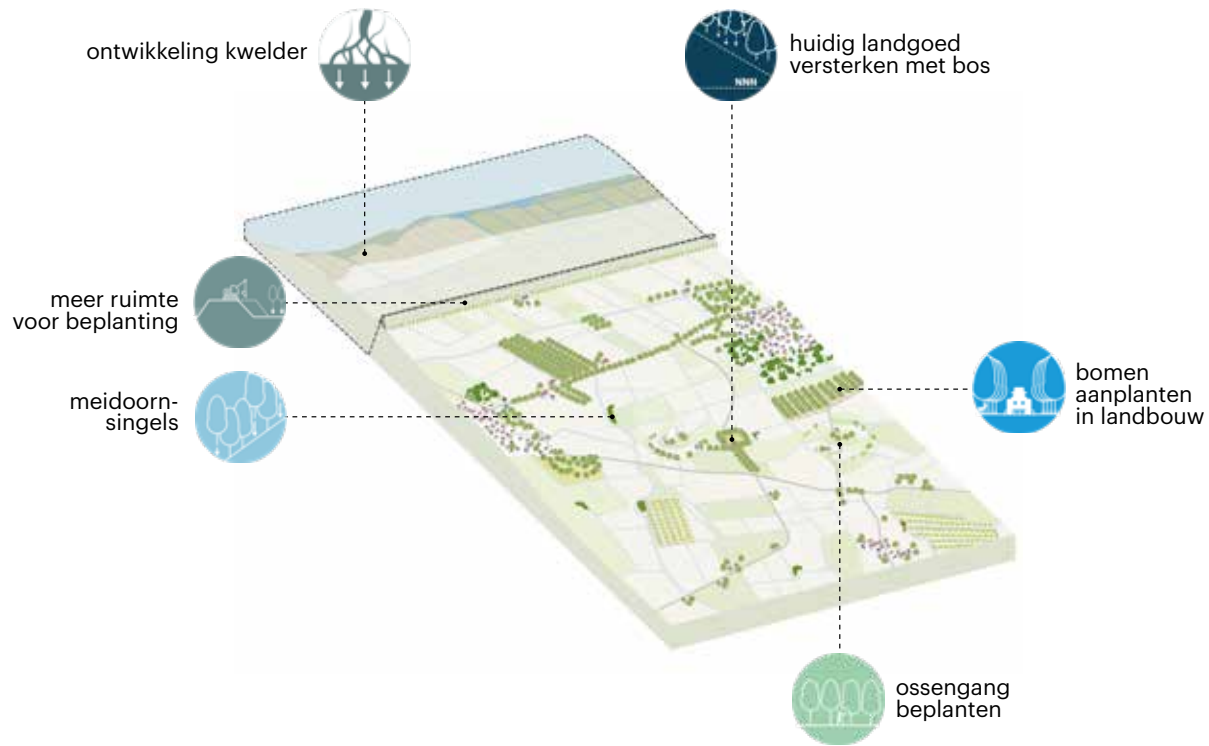 ontwikkeling kwelder
huidig landgoed
versterken met bos
NNN
meer ruimte
voor beplanting
meidoorn-
singels
bomen
aanplanten
in landbouw
ossengang
beplanten